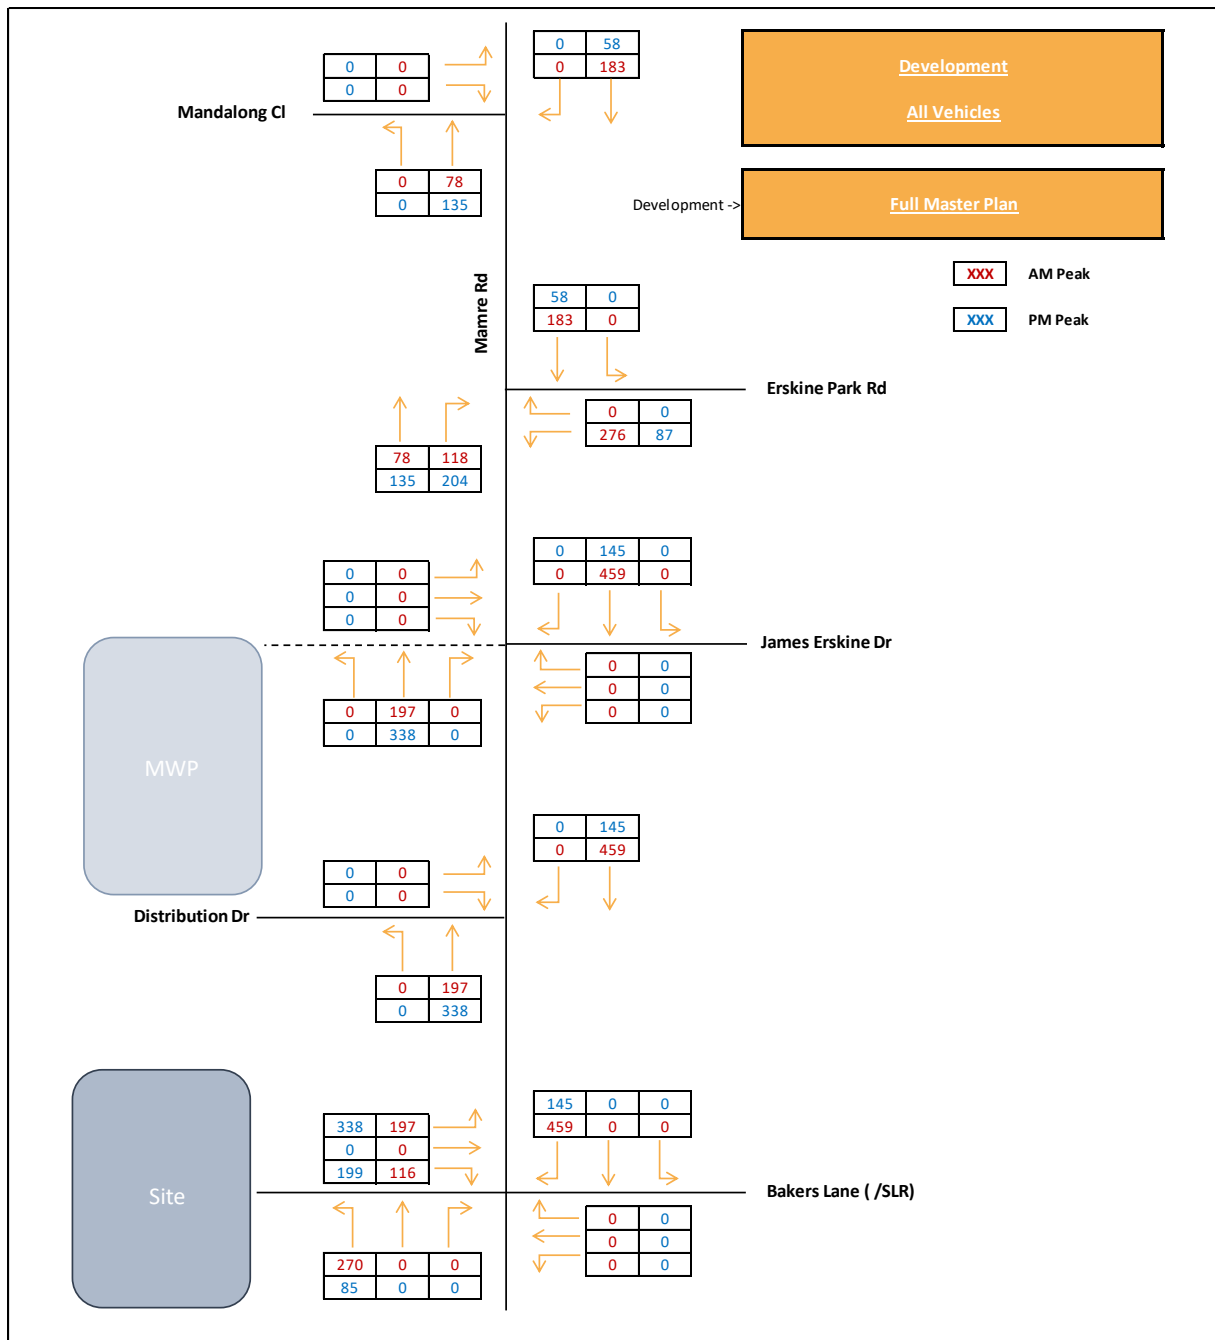 0 58
0 183
Development
All Vehicles
0 0
0 0
Mandalong Cl
0 78
0 135
Development ->
Full Master Plan
XXX AM Peak
XXX PM Peak
Mamre Rd
58 0
183 0
Erskine Park Rd
0 0
276 87
78 118
135 204
0 145 0
0 459 0
0 0
0 0
0 0
James Erskine Dr
0 0
0 0
0 0
0 197 0
0 338 0
MWP
0 145
0 459
0 0
0 0
Distribution Dr
0 197
0 338
145 0 0
459 0 0
338 197
0 0
199 116
Site
Bakers Lane ( /SLR)
0 0
0 0
0 0
270 0 0
85 0 0